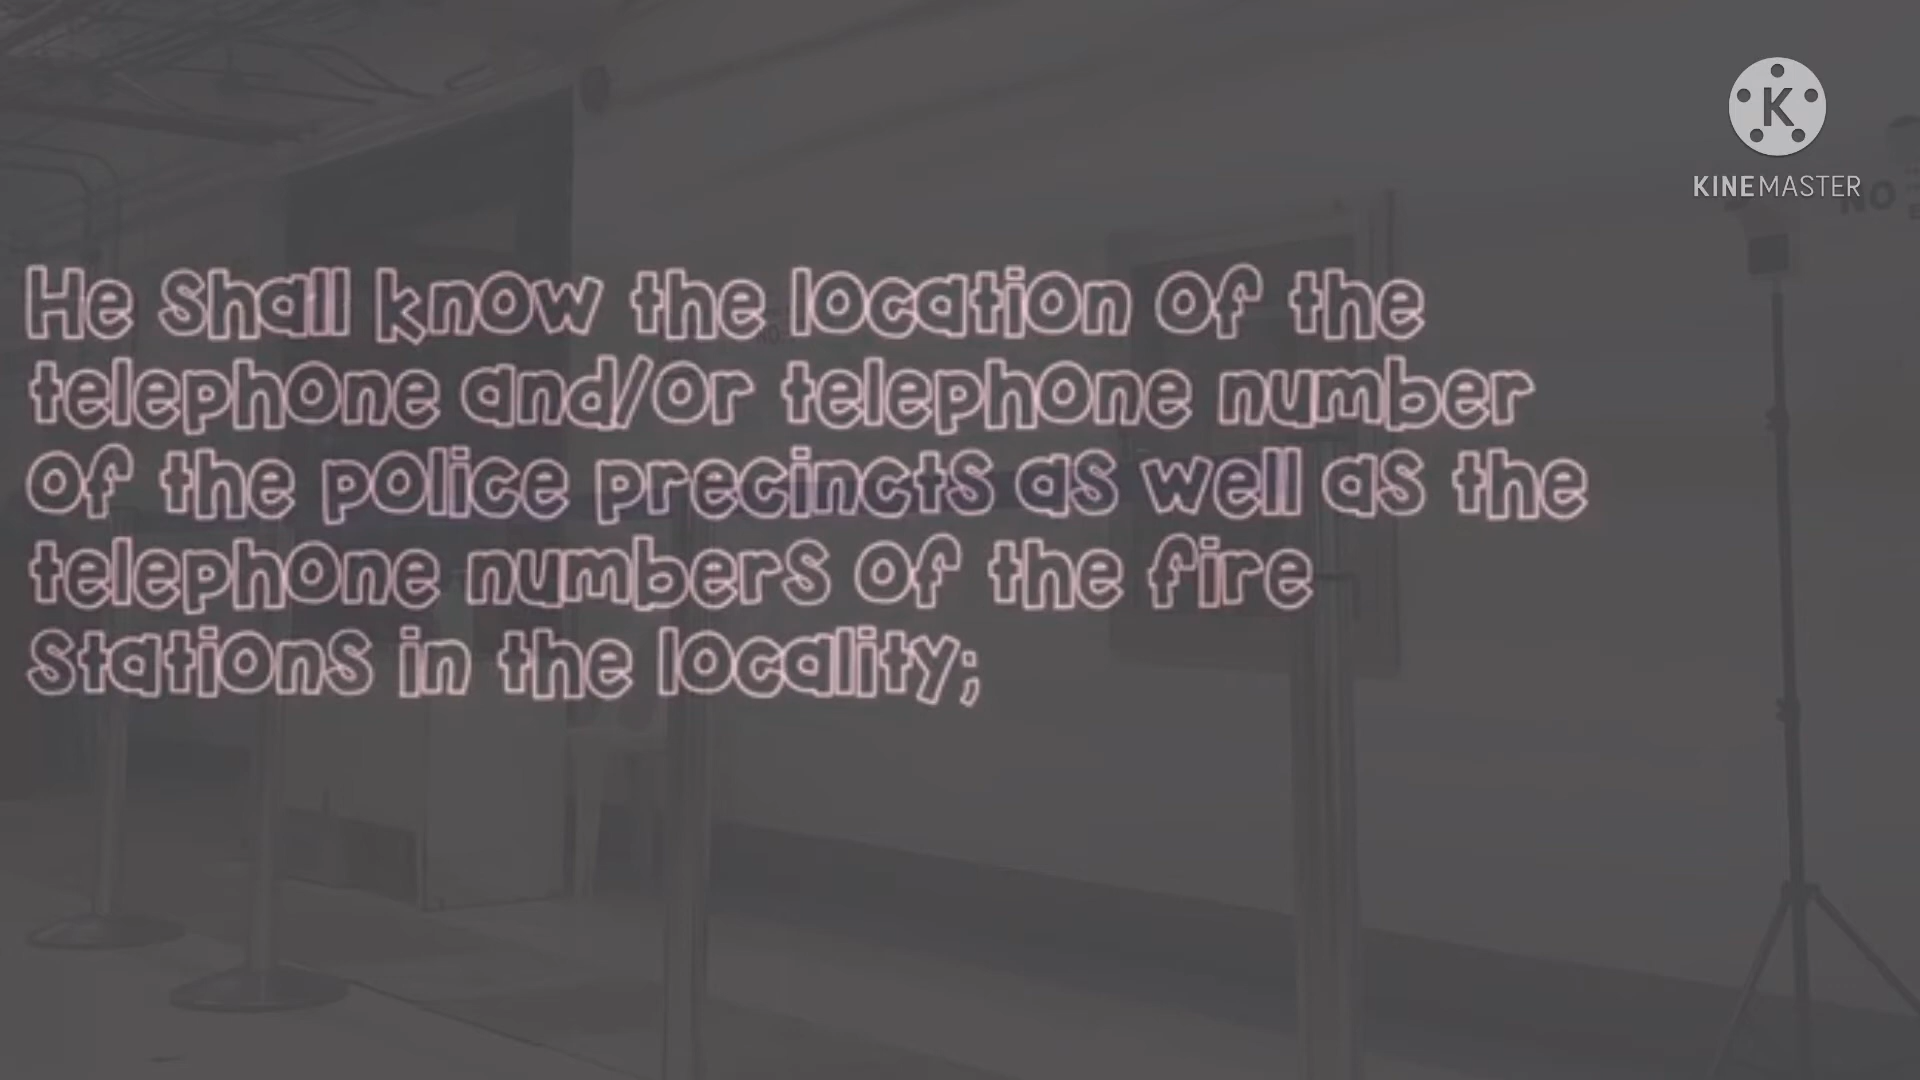 K
KINEMASTER
NO
He shall know the location of the
telephone and/or telephone number
of the police precincts as well as the
telephone numbers of the fire
stations in the locality;